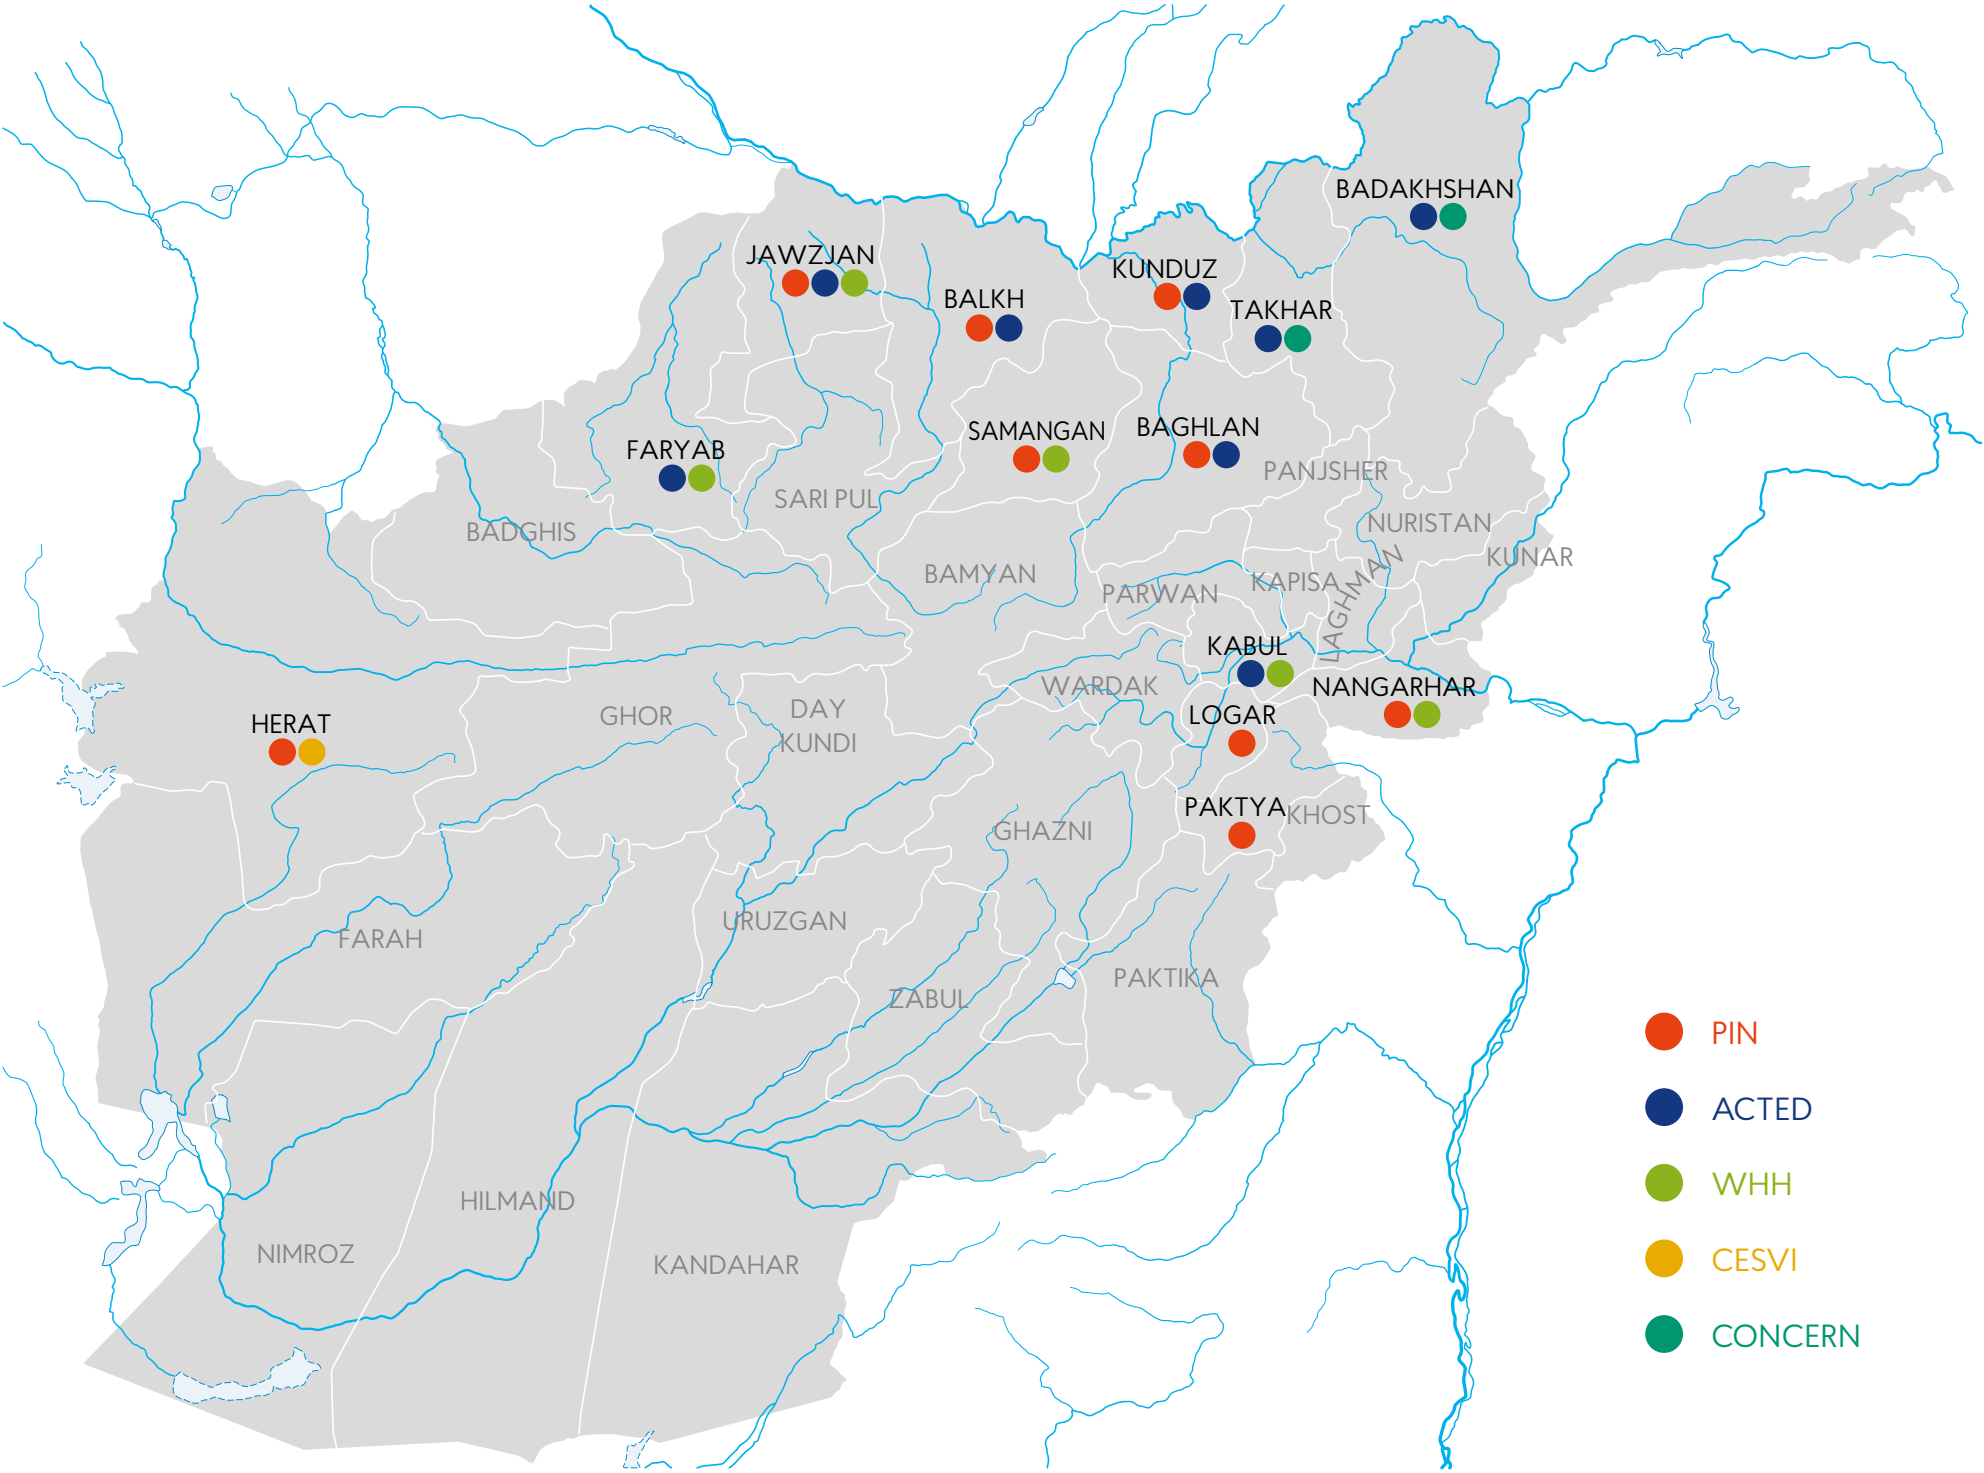 BADAKHSHAN
JAWZJAN
KUNDUZ
BALKH
TAKHAR
SAMANGAN
BAGHLAN
FARYAB
PANJSHER
SARI PUL
NURISTAN
BADGHIS
KUNAR
BAMYAN
KAPISA
LAGHMAN
PARWAN
KABUL
WARDAK
NANGARHAR
DAY
KUNDI
GHOR
LOGAR
HERAT
PAKTYA
KHOST
GHAZNI
URUZGAN
FARAH
PAKTIKA
ZABUL
HILMAND
NIMROZ
KANDAHAR
PIN
ACTED
WHH
CESVI
CONCERN